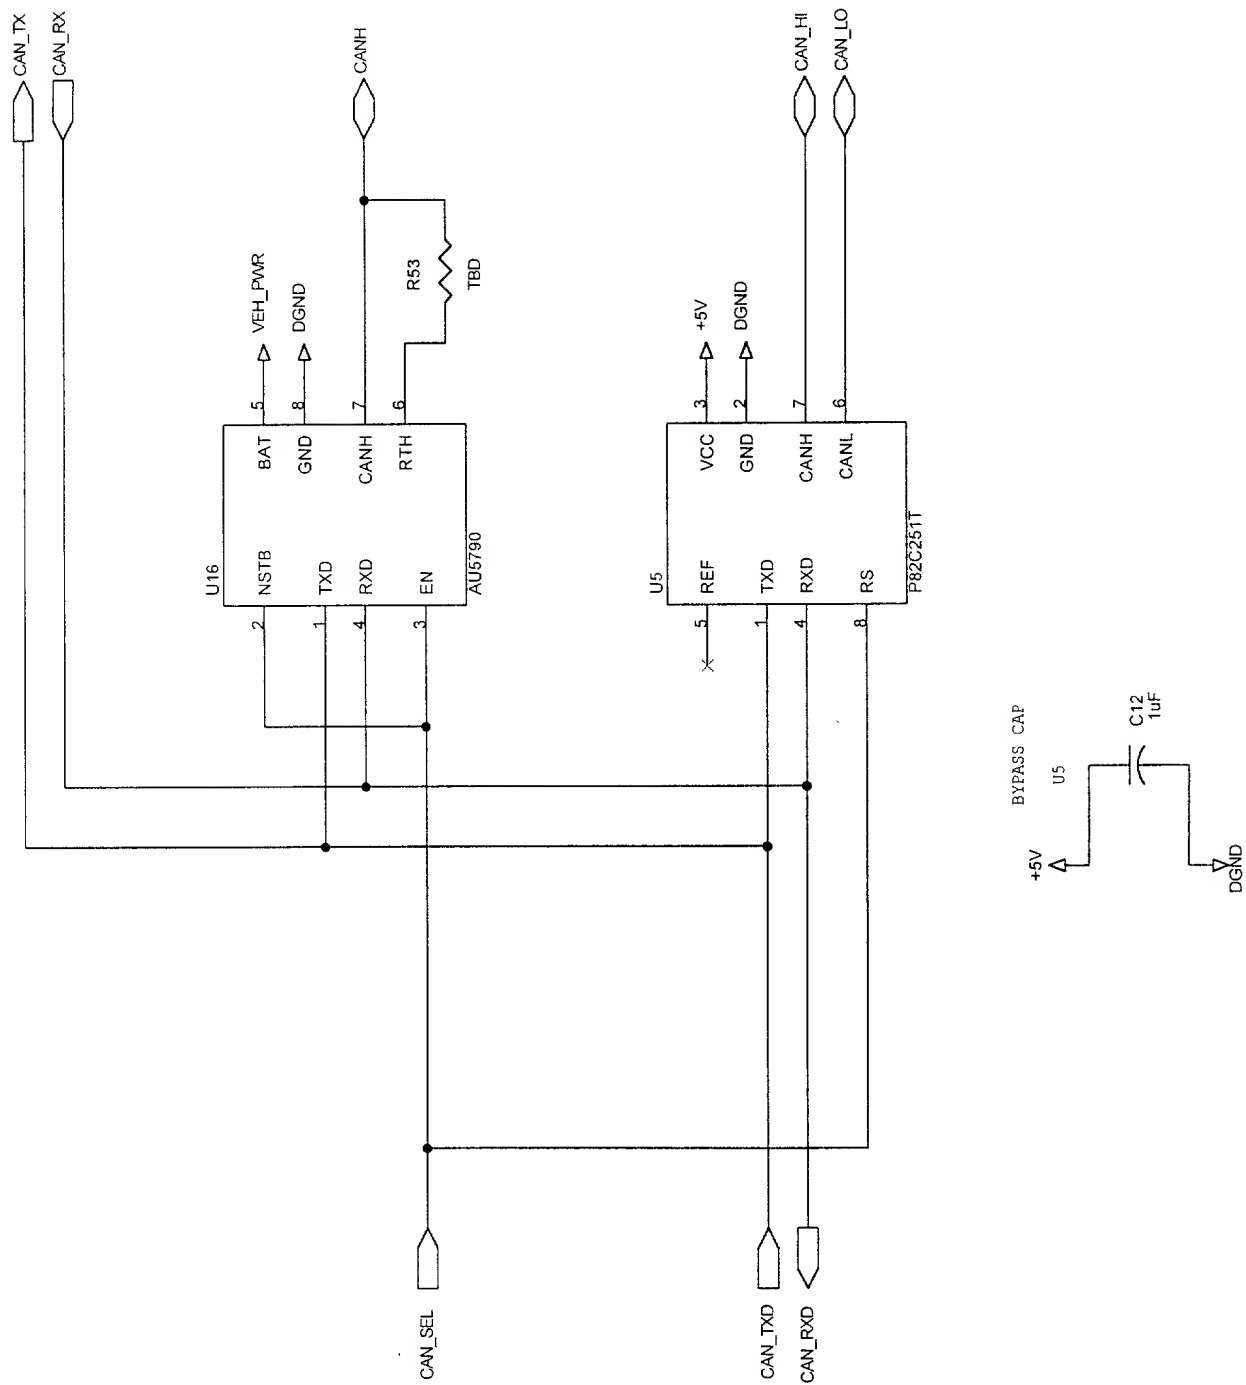 CAN_TX
CAN_RX
CANH
CAN_HI
CAN_LO
VEH_PWR
DGND
R53
TBD
+5V
DGND
5
8
7
6
3
2
7
6
BAT
GND
CANH
RTH
VCC
GND
CANH
CANL
U16
NSTB
TXD
RXD
EN
AU5790
U5
REF
TXD
RXD
RS
P82C251T
2
1
4
3
5
1
4
8
BYPASS CAP
U5
C12
1uF
+5V
DGND
CAN_SEL
CAN_TXD
CAN_RXD